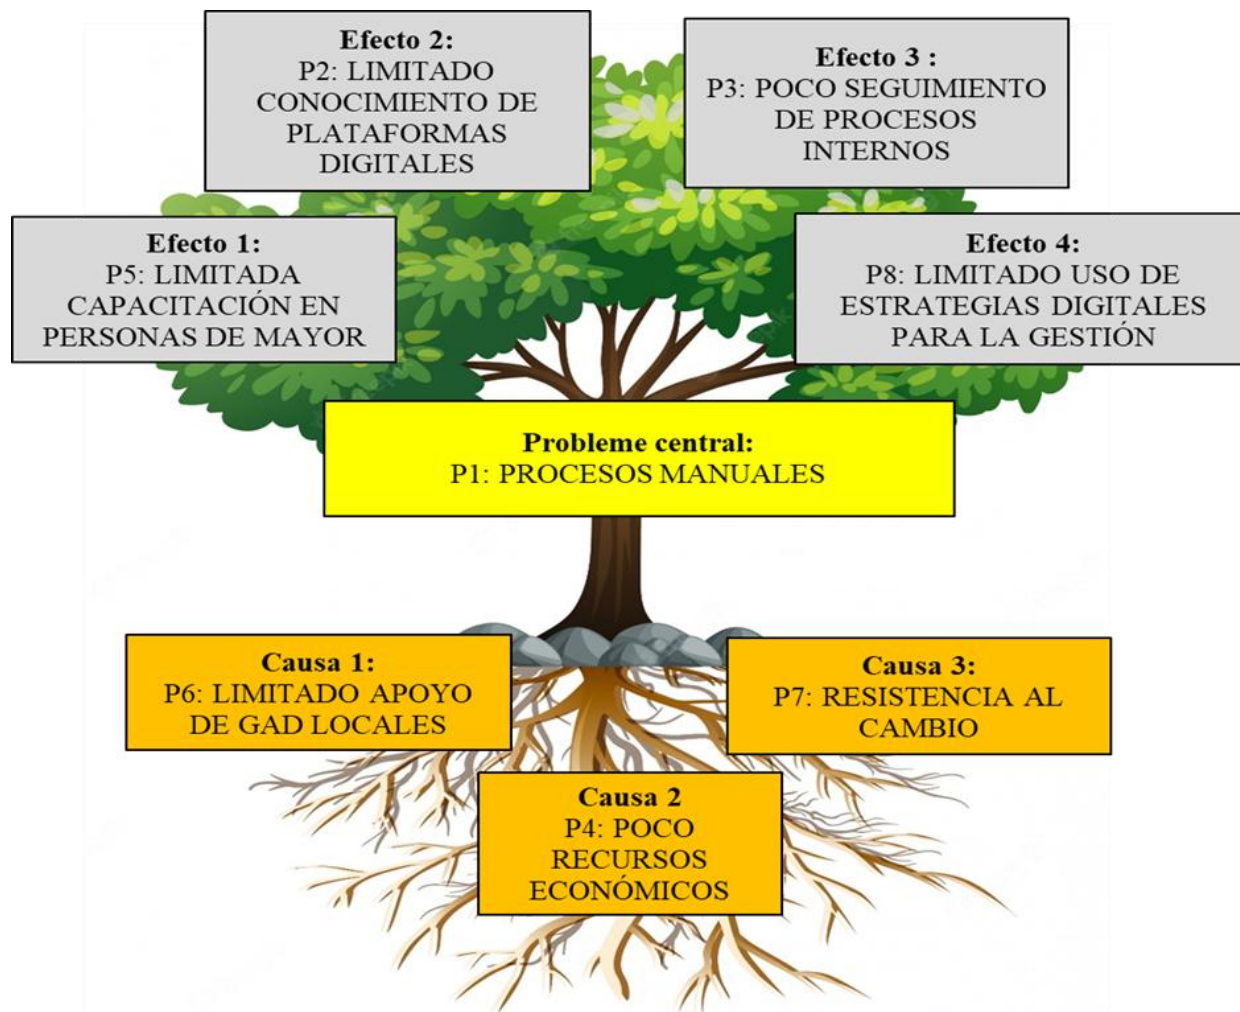 Efecto 2:
P2: LIMITADO
CONOCIMIENTO DE
PLATAFORMAS
DIGITALES
Efecto 3 :
P3: POCO SEGUIMIENTO
DE PROCESOS
INTERNOS
Efecto 1:
P5: LIMITADA
CAPACITACIÓN EN
PERSONAS DE MAYOR
Efecto 4:
P8: LIMITADO USO DE
ESTRATEGIAS DIGITALES
PARA LA GESTIÓN
Probleme central:
P1: PROCESOS MANUALES
Causa 1:
P6: LIMITADO APOYO
DE GAD LOCALES
Causa 3:
P7: RESISTENCIA AL
CAMBIO
Causa 2
P4: POCO
RECURSOS
ECONÓMICOS